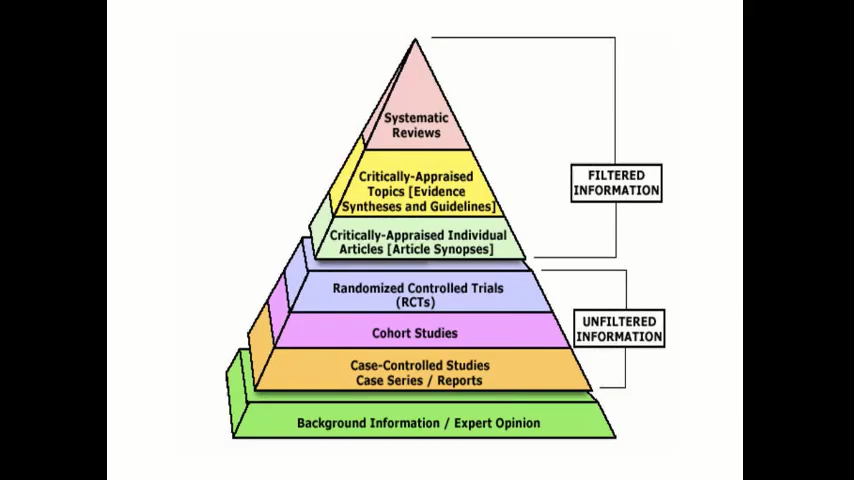 Systematic
Reviews
Critically-Appraised
Topics [Evidence
Syntheses and Guidelines]
Critically-Appraised Individual
Articles [Article Synopses]
FILTERED
INFORMATION
Randomized Controlled Trials
(RCTs)
Cohort Studies
Case-Controlled Studies
Case Series / Reports
UNFILTERED
INFORMATION
Background Information / Expert Opinion